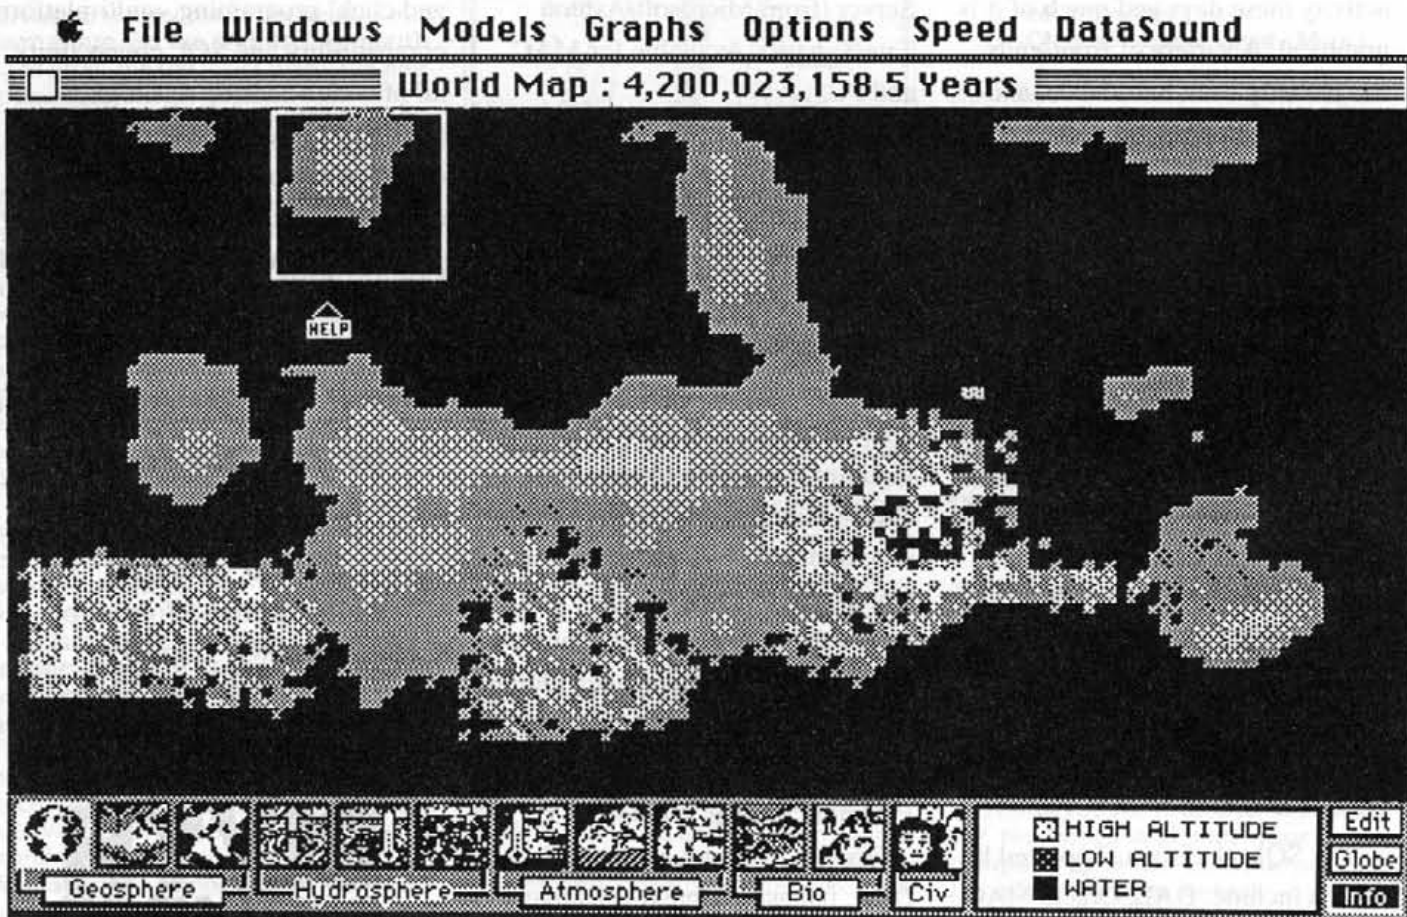 File Windows Models Graphs Options Speed DataSound
World Map : 4,200,023,158.5 Years
HELP
HIGH ALTITUDE
LOW ALTITUDE
WATER
Edit
Globe
Info
Geosphere Hydrosphere Atmosphere Bio Civ